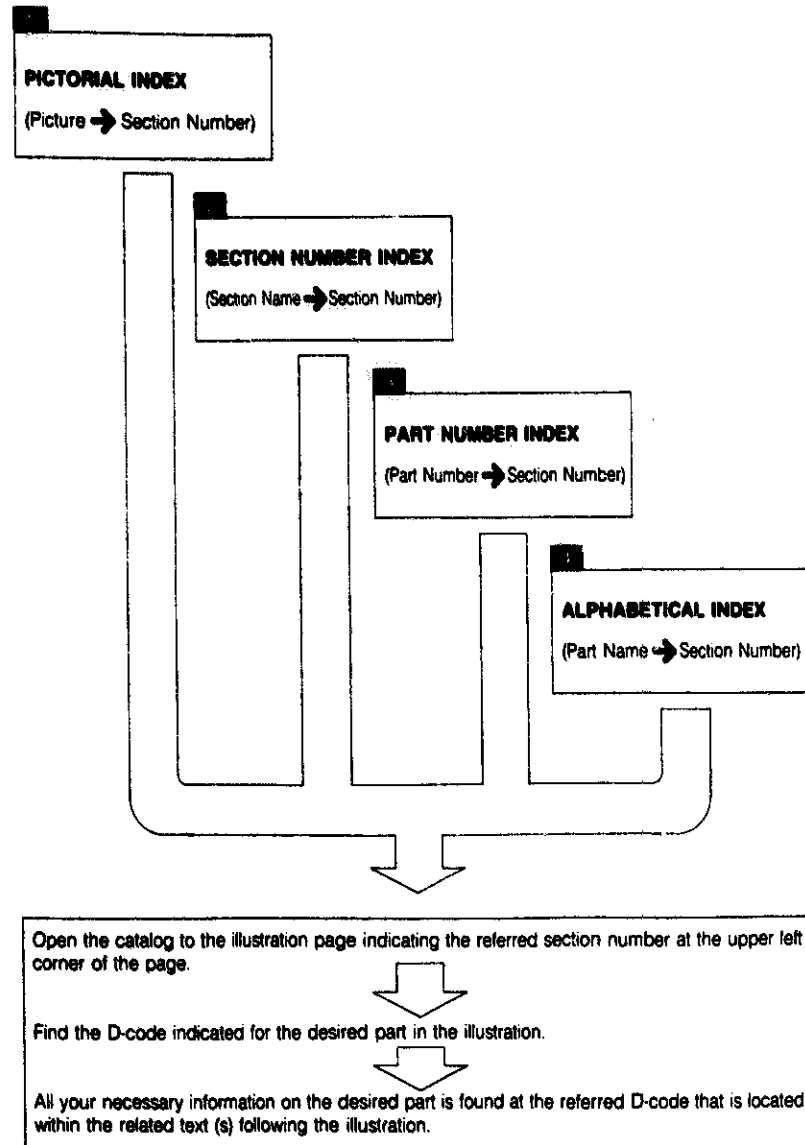 PICTORIAL INDEX
(Picture ➔ Section Number)
SECTION NUMBER INDEX
(Section Name ➔ Section Number)
PART NUMBER INDEX
(Part Number ➔ Section Number)
ALPHABETICAL INDEX
(Part Name ➔ Section Number)
Open the catalog to the illustration page indicating the referred section number at the upper left
corner of the page.
Find the D-code indicated for the desired part in the illustration.
All your necessary information on the desired part is found at the referred D-code that is located
within the related text (s) following the illustration.